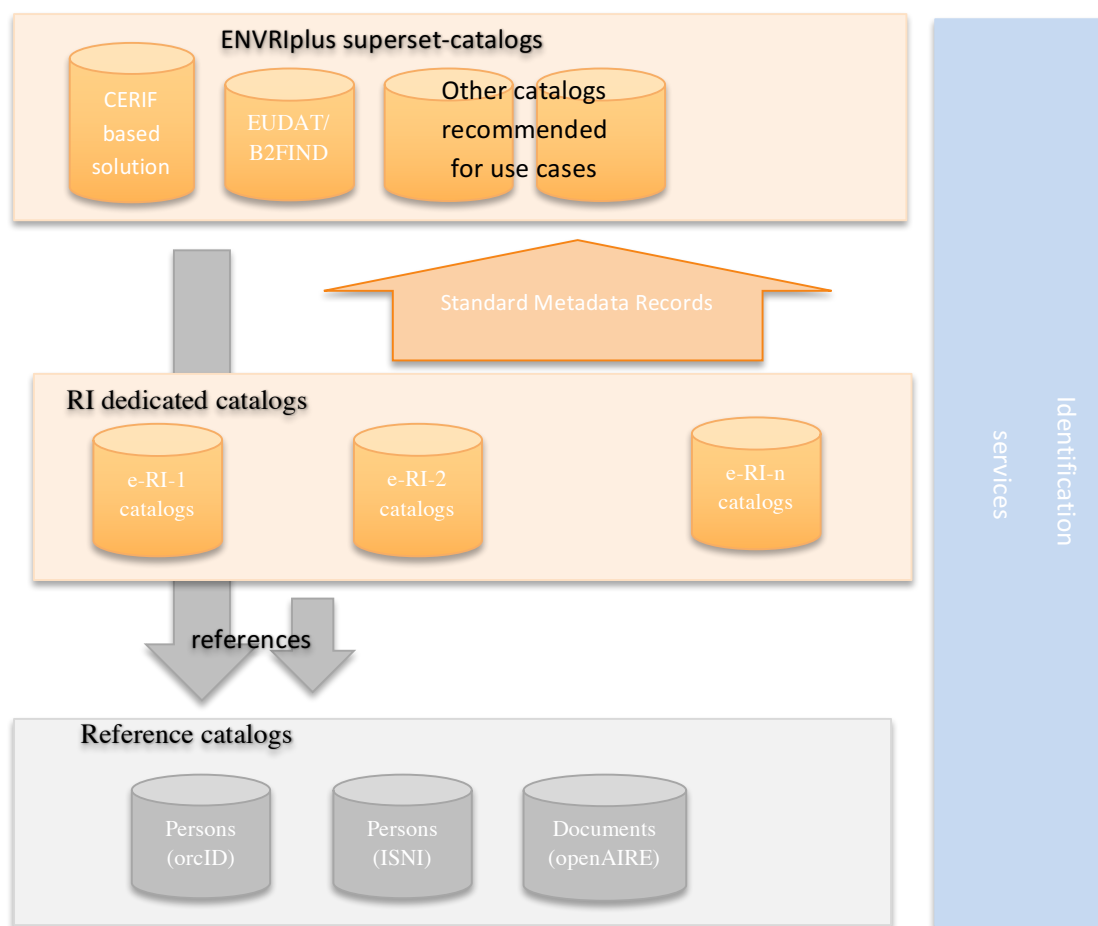 ENVRIplus superset-catalogs
CERIF
based
solution
EUDAT/
B2FIND
Other catalogs
recommended
for use cases
Standard Metadata Records
RI dedicated catalogs
e-RI-1
catalogs
e-RI-2
catalogs
e-RI-n
catalogs
references
Reference catalogs
Persons
(orcID)
Persons
(ISNI)
Documents
(openAIRE)
Identification
services